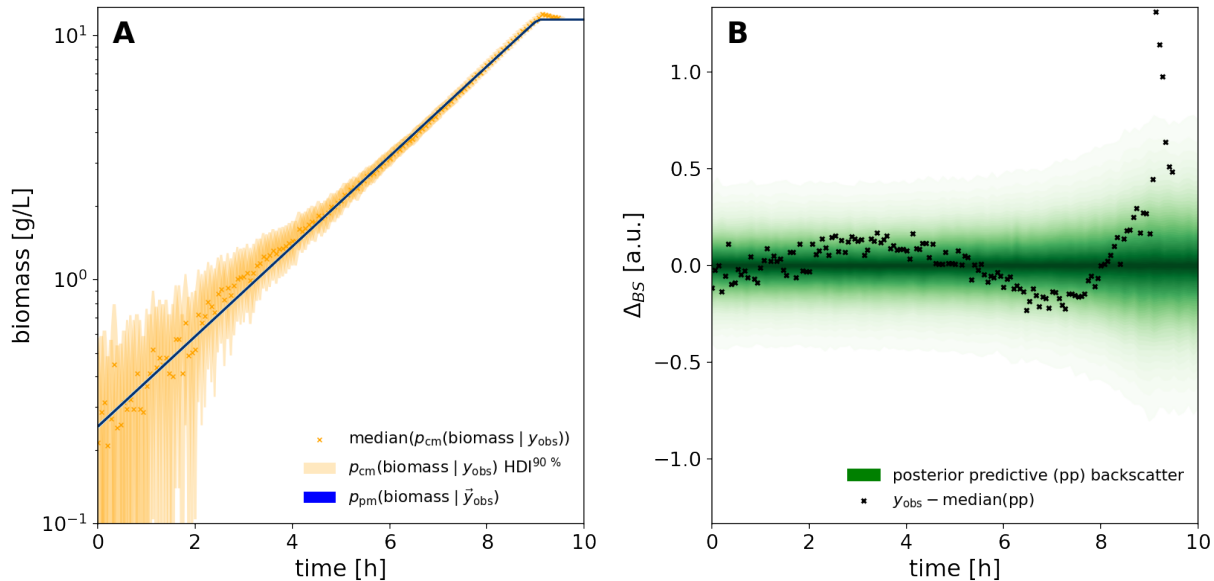 A
biomass [g/L]
10¹
10⁰
10⁻¹
0 2 4 6 8 10
time [h]
median(p_cm(biomass | y_obs))
p_cm(biomass | y_obs) HDI^90 %
p_pm(biomass | y⃗_obs)
B
Δ_BS [a.u.]
1.0
0.5
0.0
−0.5
−1.0
0 2 4 6 8 10
time [h]
posterior predictive (pp) backscatter
y_obs − median(pp)